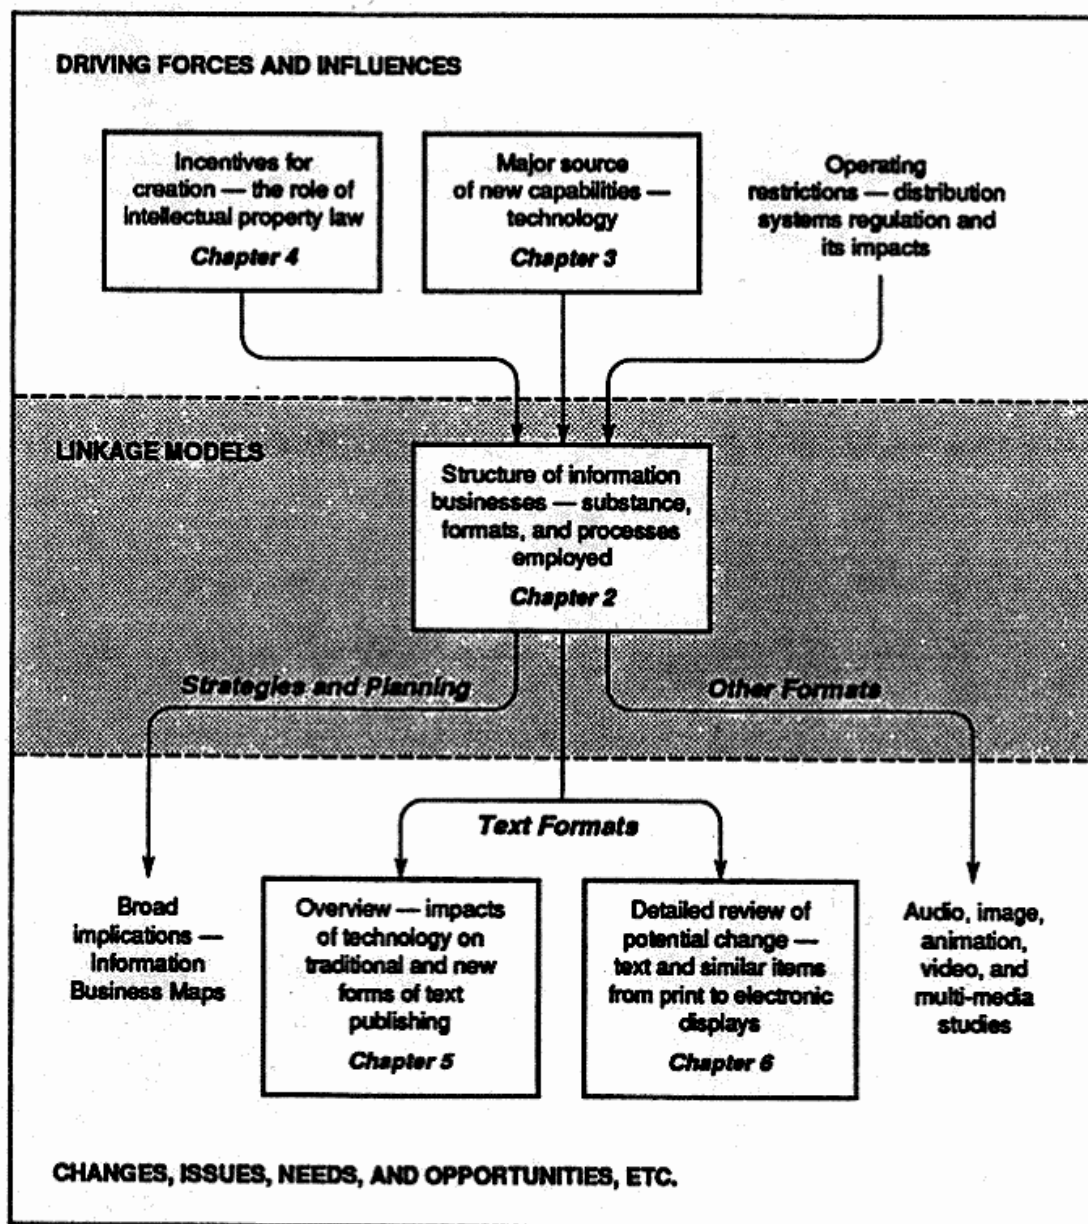 DRIVING FORCES AND INFLUENCES
Incentives for
creation — the role of
intellectual property law
Chapter 4
Major source
of new capabilities —
technology
Chapter 3
Operating
restrictions — distribution
systems regulation and
its impacts
LINKAGE MODELS
Structure of information
businesses — substance,
formats, and processes
employed
Chapter 2
Strategies and Planning
Other Formats
Text Formats
Broad
implications —
Information
Business Maps
Overview — impacts
of technology on
traditional and new
forms of text
publishing
Chapter 5
Detailed review of
potential change —
text and similar items
from print to electronic
displays
Chapter 6
Audio, image,
animation,
video, and
multi-media
studies
CHANGES, ISSUES, NEEDS, AND OPPORTUNITIES, ETC.